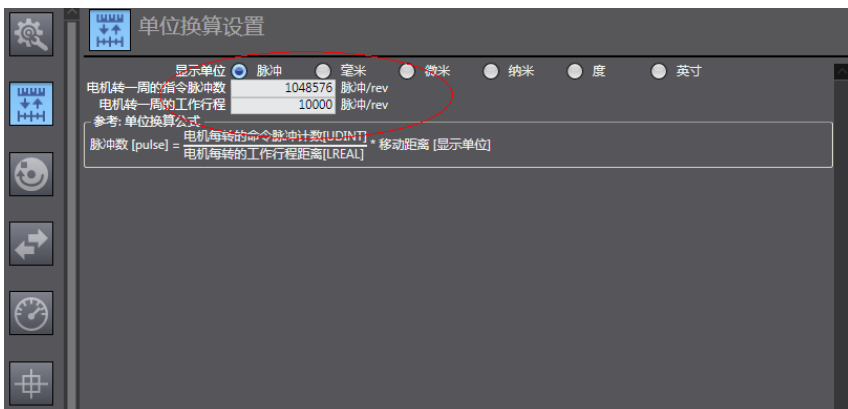 单位换算设置
显示单位 脉冲 毫米 微米 纳米 度 英寸
电机转一周的指令脉冲数 1048576 脉冲/rev
电机转一周的工作行程 10000 脉冲/rev
参考: 单位换算公式
电机每转的命令脉冲计数[UDINT]
脉冲数 [pulse] = * 移动距离 [显示单位]
电机每转的工作行程距离[LREAL]